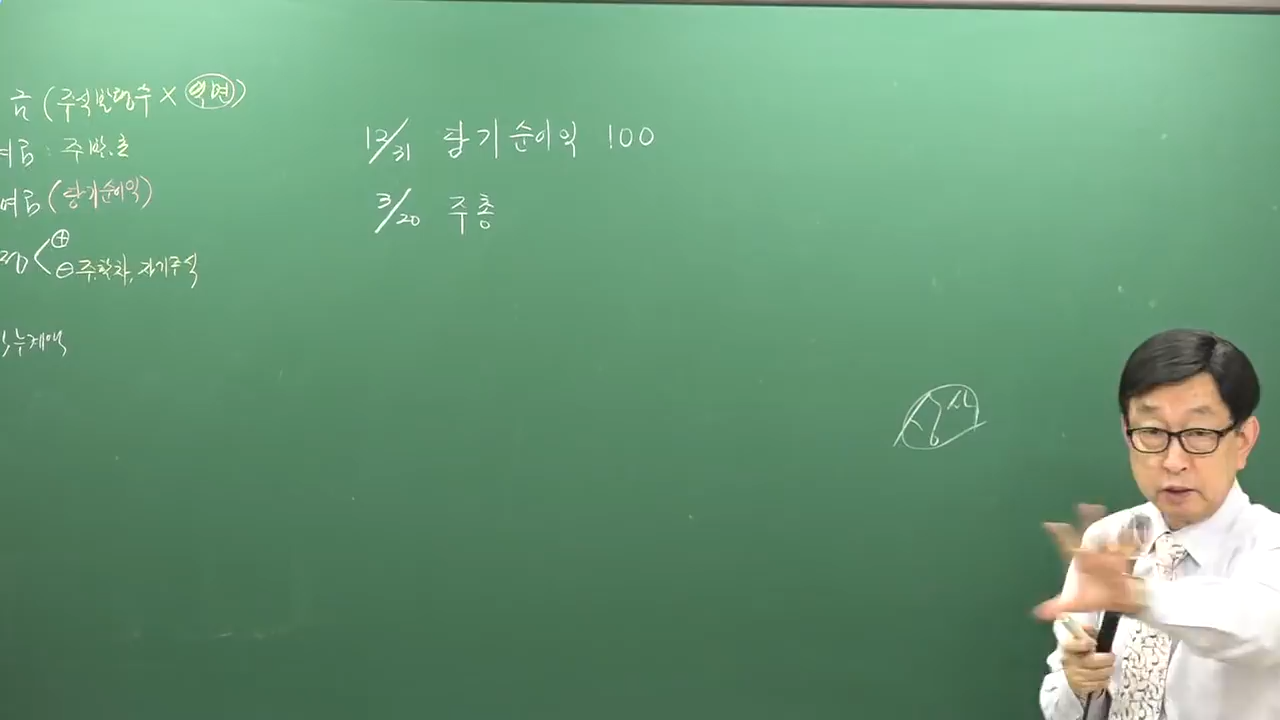 금 (주식발행수 × 액면)
여금 : 주발.초
여금 (당기순이익)
⊕
⊖ 주.할차, 자기주식
누계액
12/31 당기순이익 100
3/20 주총